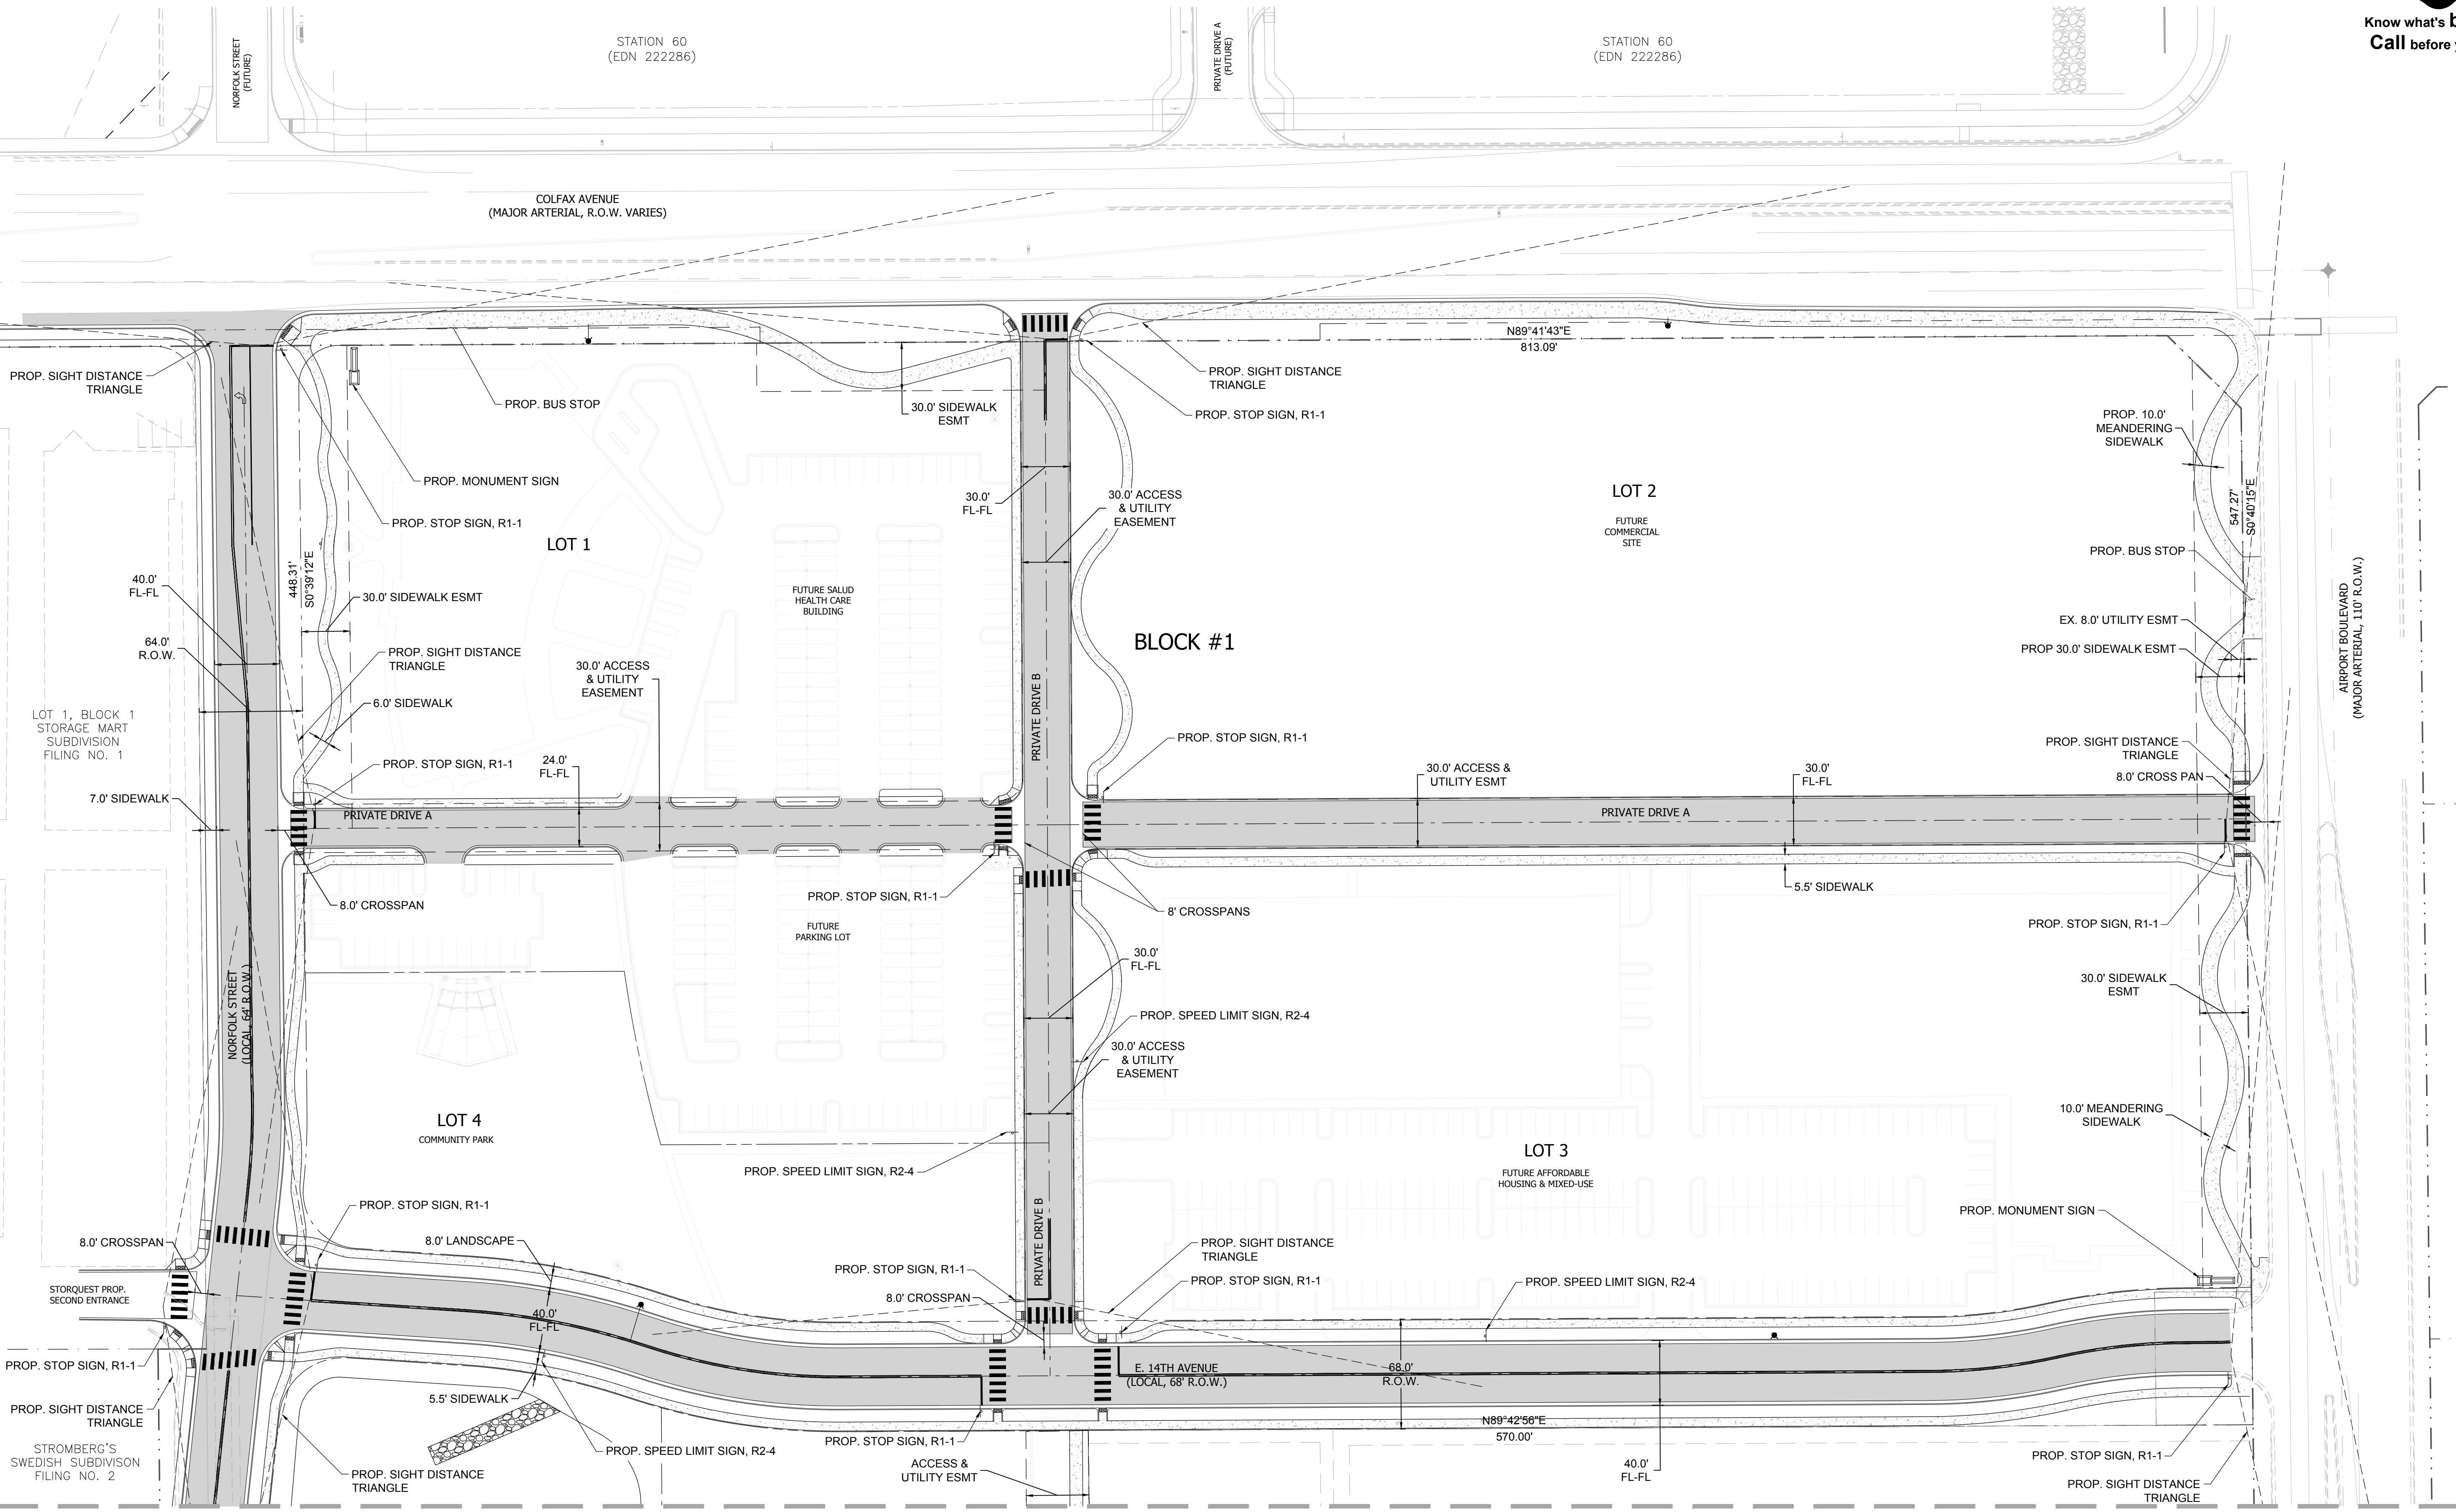 Know what's b
Call before y
NORFOLK STREET
(FUTURE)
STATION 60
(EDN 222286)
PRIVATE DRIVE A
(FUTURE)
STATION 60
(EDN 222286)
COLFAX AVENUE
(MAJOR ARTERIAL, R.O.W. VARIES)
N89°41'43"E
813.09'
PROP. SIGHT DISTANCE
TRIANGLE
PROP. BUS STOP
30.0' SIDEWALK
ESMT
PROP. SIGHT DISTANCE
TRIANGLE
PROP. STOP SIGN, R1-1
PROP. 10.0'
MEANDERING
SIDEWALK
PROP. MONUMENT SIGN
PROP. STOP SIGN, R1-1
30.0'
FL-FL
30.0' ACCESS
& UTILITY
EASEMENT
LOT 2
FUTURE
COMMERCIAL
SITE
547.27'
S0°40'15"E
LOT 1
448.31'
S0°39'12"E
PROP. BUS STOP
40.0'
FL-FL
30.0' SIDEWALK ESMT
FUTURE SALUD
HEALTH CARE
BUILDING
AIRPORT BOULEVARD
(MAJOR ARTERIAL, 110' R.O.W.)
EX. 8.0' UTILITY ESMT
64.0'
R.O.W.
PROP. SIGHT DISTANCE
TRIANGLE
30.0' ACCESS
& UTILITY
EASEMENT
BLOCK #1
PROP 30.0' SIDEWALK ESMT
6.0' SIDEWALK
PRIVATE DRIVE B
LOT 1, BLOCK 1
STORAGE MART
SUBDIVISION
FILING NO. 1
PROP. STOP SIGN, R1-1
PROP. SIGHT DISTANCE
TRIANGLE
PROP. STOP SIGN, R1-1
24.0'
FL-FL
30.0' ACCESS &
UTILITY ESMT
30.0'
FL-FL
8.0' CROSS PAN
7.0' SIDEWALK
PRIVATE DRIVE A
PRIVATE DRIVE A
8.0' CROSSPAN
PROP. STOP SIGN, R1-1
8' CROSSPANS
5.5' SIDEWALK
FUTURE
PARKING LOT
PROP. STOP SIGN, R1-1
30.0'
FL-FL
NORFOLK STREET
(LOCAL, 64' R.O.W.)
30.0' SIDEWALK
ESMT
PROP. SPEED LIMIT SIGN, R2-4
30.0' ACCESS
& UTILITY
EASEMENT
LOT 4
COMMUNITY PARK
10.0' MEANDERING
SIDEWALK
LOT 3
FUTURE AFFORDABLE
HOUSING & MIXED-USE
PROP. SPEED LIMIT SIGN, R2-4
PROP. STOP SIGN, R1-1
PRIVATE DRIVE B
PROP. MONUMENT SIGN
8.0' CROSSPAN
8.0' LANDSCAPE
PROP. SIGHT DISTANCE
TRIANGLE
PROP. STOP SIGN, R1-1
PROP. STOP SIGN, R1-1
PROP. SPEED LIMIT SIGN, R2-4
STORQUEST PROP.
SECOND ENTRANCE
8.0' CROSSPAN
40.0'
FL-FL
PROP. STOP SIGN, R1-1
E. 14TH AVENUE
(LOCAL, 68' R.O.W.)
68.0'
R.O.W.
5.5' SIDEWALK
PROP. SIGHT DISTANCE
TRIANGLE
N89°42'56"E
570.00'
PROP. STOP SIGN, R1-1
PROP. SPEED LIMIT SIGN, R2-4
STROMBERG'S
SWEDISH SUBDIVISON
FILING NO. 2
PROP. SIGHT DISTANCE
TRIANGLE
ACCESS &
UTILITY ESMT
40.0'
FL-FL
PROP. STOP SIGN, R1-1
PROP. SIGHT DISTANCE
TRIANGLE